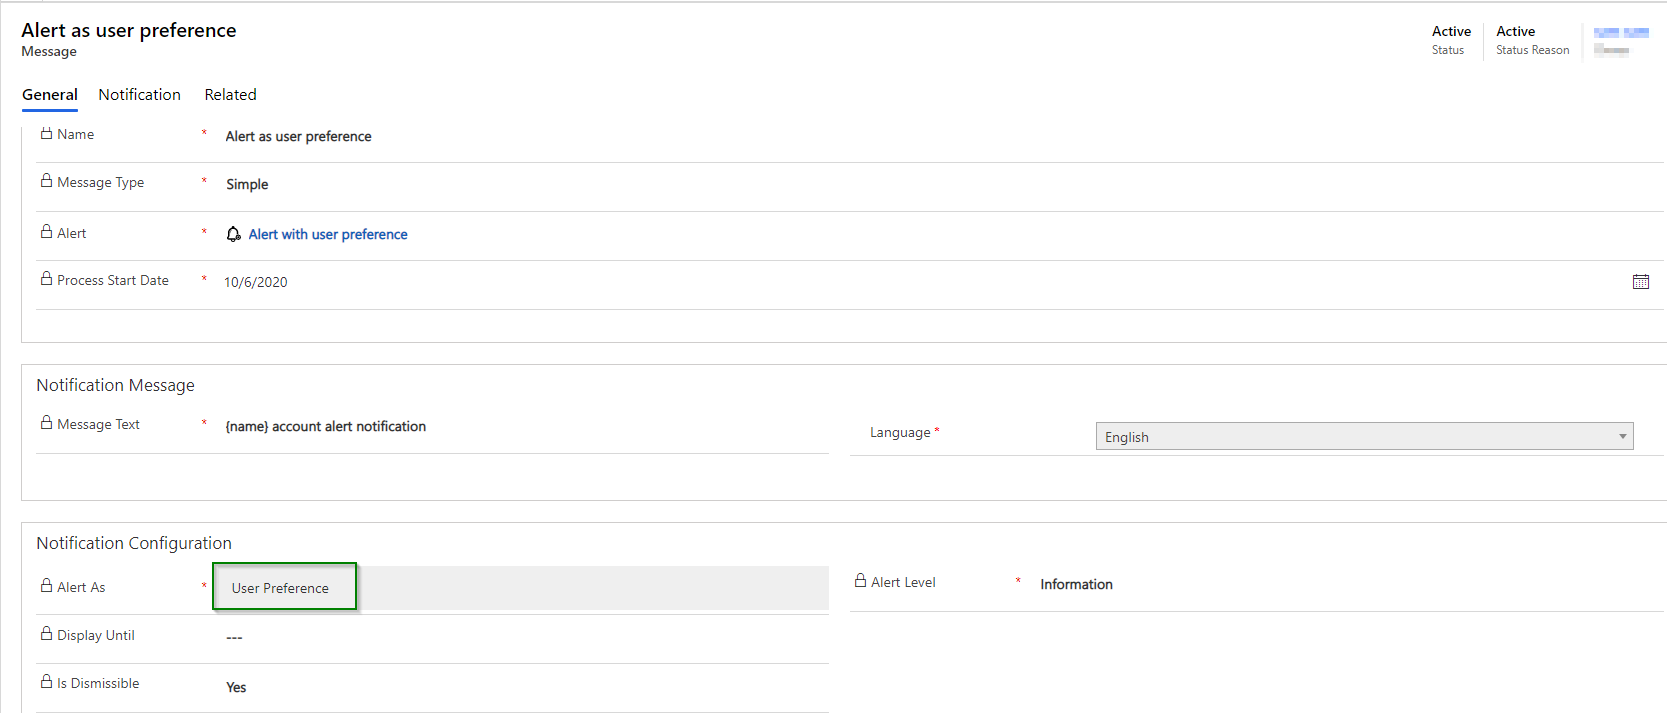 Alert as user preference
Message
Active
Status
Active
Status Reason
General Notification Related
Name * Alert as user preference
Message Type * Simple
Alert * Alert with user preference
Process Start Date * 10/6/2020
Notification Message
Message Text * {name} account alert notification
Language * English
Notification Configuration
Alert As * User Preference
Alert Level * Information
Display Until ---
Is Dismissible Yes